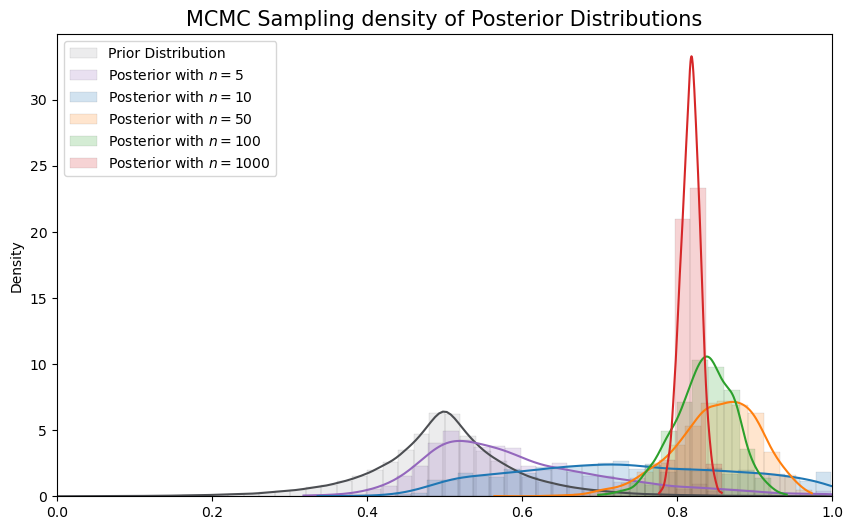 MCMC Sampling density of Posterior Distributions
Prior Distribution
Posterior with n = 5
Posterior with n = 10
Posterior with n = 50
Posterior with n = 100
Posterior with n = 1000
Density
30
25
20
15
10
5
0
0.0 0.2 0.4 0.6 0.8 1.0